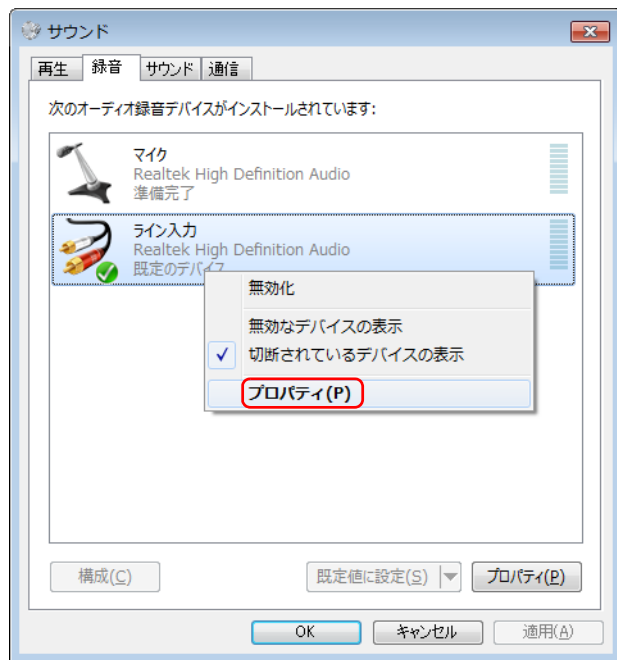 サウンド
再生 録音 サウンド 通信
次のオーディオ録音デバイスがインストールされています:
マイク
Realtek High Definition Audio
準備完了
ライン入力
Realtek High Definition Audio
既定のデバイス
無効化
無効なデバイスの表示
切断されているデバイスの表示
プロパティ(P)
構成(C) 既定値に設定(S) プロパティ(P)
OK キャンセル 適用(A)